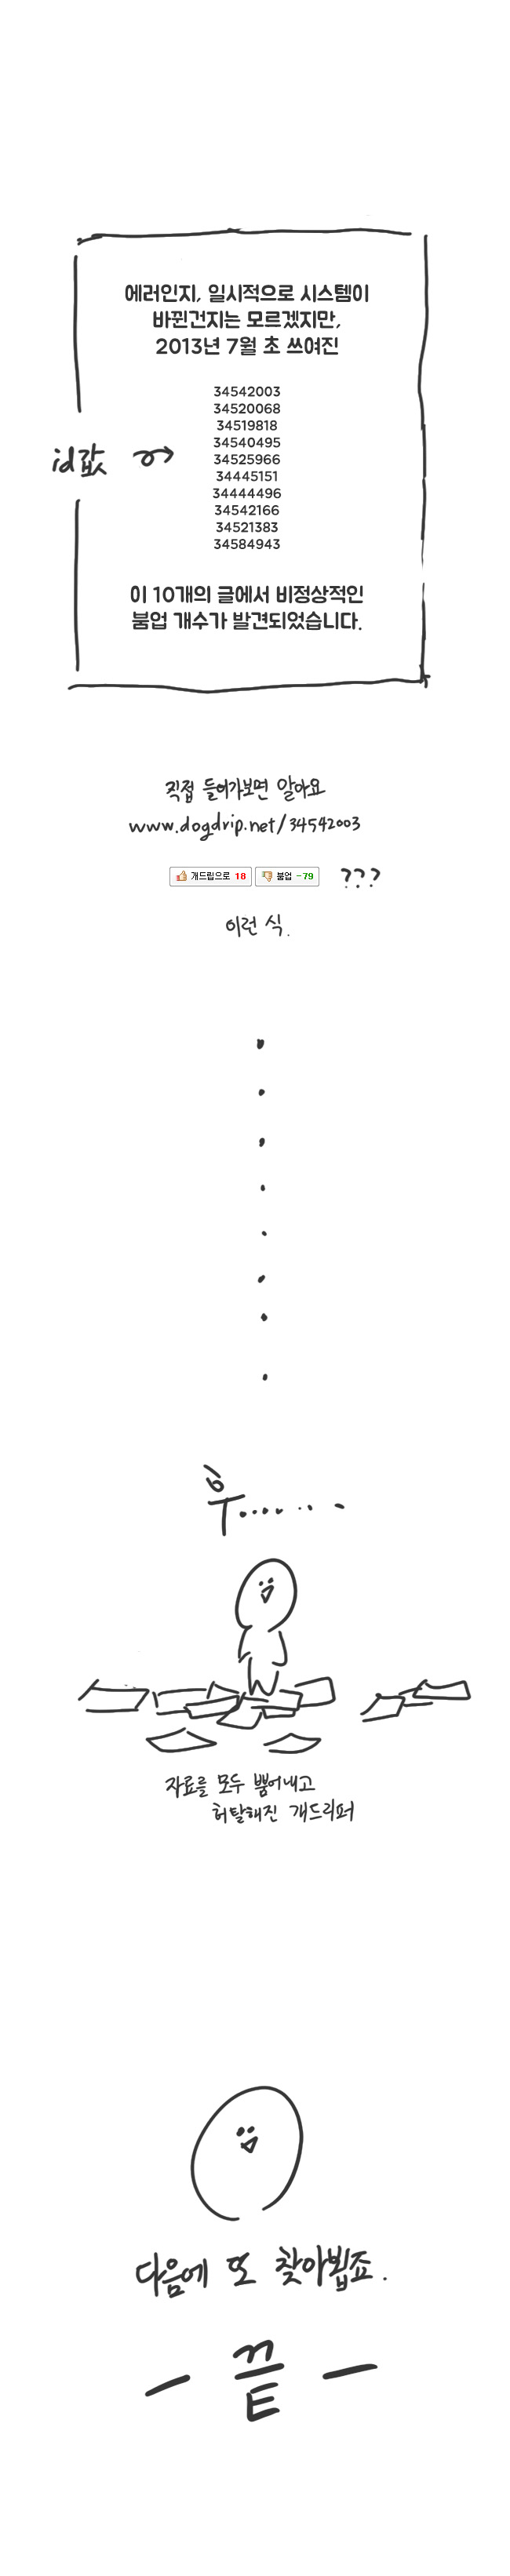 에러인지, 일시적으로 시스템이
바뀐건지는 모르겠지만,
2013년 7월 초 쓰여진
id값
34542003
34520068
34519818
34540495
34525966
34445151
34444496
34542166
34521383
34584943
이 10개의 글에서 비정상적인
붐업 개수가 발견되었습니다.
직접 들어가보면 알아요
www.dogdrip.net/34542003
개드립으로 18 붐업 -79 ???
이런 식.
후.......
자료를 모두 뿜어내고
허탈해진 개드리퍼
다음에 또 찾아뵙죠.
- 끝 -